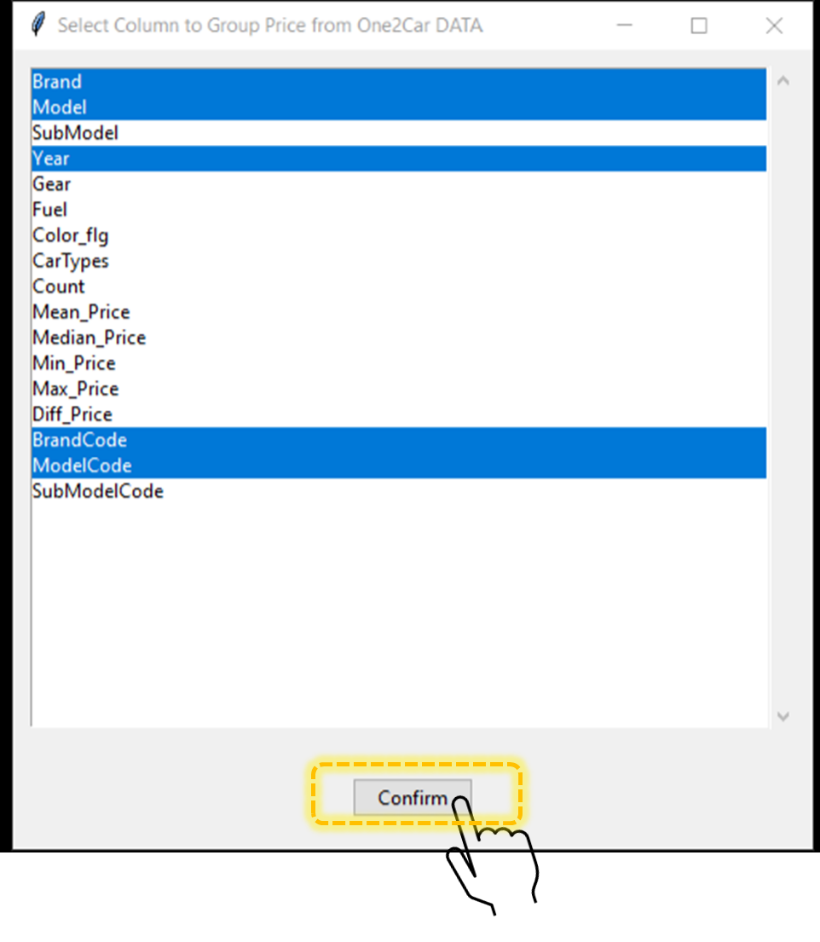 Select Column to Group Price from One2Car DATA
Brand
Model
SubModel
Year
Gear
Fuel
Color_flg
CarTypes
Count
Mean_Price
Median_Price
Min_Price
Max_Price
Diff_Price
BrandCode
ModelCode
SubModelCode
Confirm